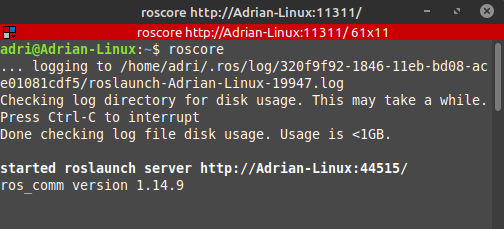 roscore http://Adrian-Linux:11311/
roscore http://Adrian-Linux:11311/ 61x11
adri@Adrian-Linux:~$ roscore
... logging to /home/adri/.ros/log/320f9f92-1846-11eb-bd08-ac
e01081cdf5/roslaunch-Adrian-Linux-19947.log
Checking log directory for disk usage. This may take a while.
Press Ctrl-C to interrupt
Done checking log file disk usage. Usage is <1GB.
started roslaunch server http://Adrian-Linux:44515/
ros_comm version 1.14.9